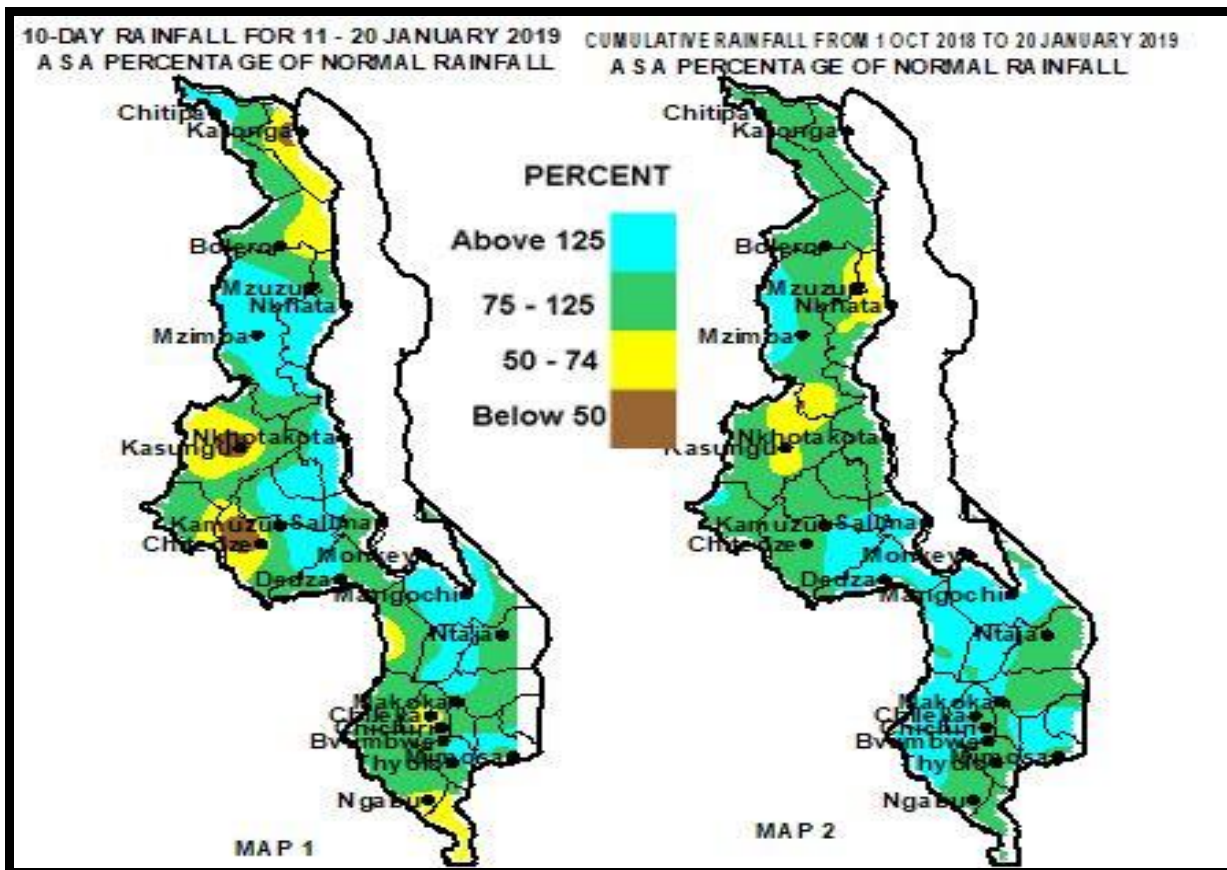 10-DAY RAINFALL FOR 11 - 20 JANUARY 2019
AS A PERCENTAGE OF NORMAL RAINFALL
CUMULATIVE RAINFALL FROM 1 OCT 2018 TO 20 JANUARY 2019
AS A PERCENTAGE OF NORMAL RAINFALL
PERCENT
Above 125
75 - 125
50 - 74
Below 50
Chitipa
Karonga
Bolero
Mzuzu
Nkhata
Mzimba
Nkhotakota
Kasungu
Kamuzu
Salima
Chitedze
Monkey
Dedza
Mangochi
Ntaja
Makoka
Chileka
Chichiri
Bvumbwe
Mimosa
Thyolo
Ngabu
MAP 1
Chitipa
Karonga
Bolero
Mzuzu
Nkhata
Mzimba
Nkhotakota
Kasungu
Kamuzu
Salima
Chitedze
Monkey
Dedza
Mangochi
Ntaja
Makoka
Chileka
Chichiri
Bvumbwe
Mimosa
Thyolo
Ngabu
MAP 2